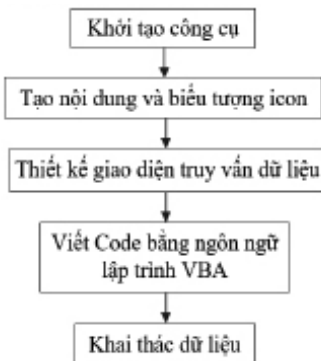 Khởi tạo công cụ
Tạo nội dung và biểu tượng icon
Thiết kế giao diện truy vấn dữ liệu
Viết Code bằng ngôn ngữ
lập trình VBA
Khai thác dữ liệu